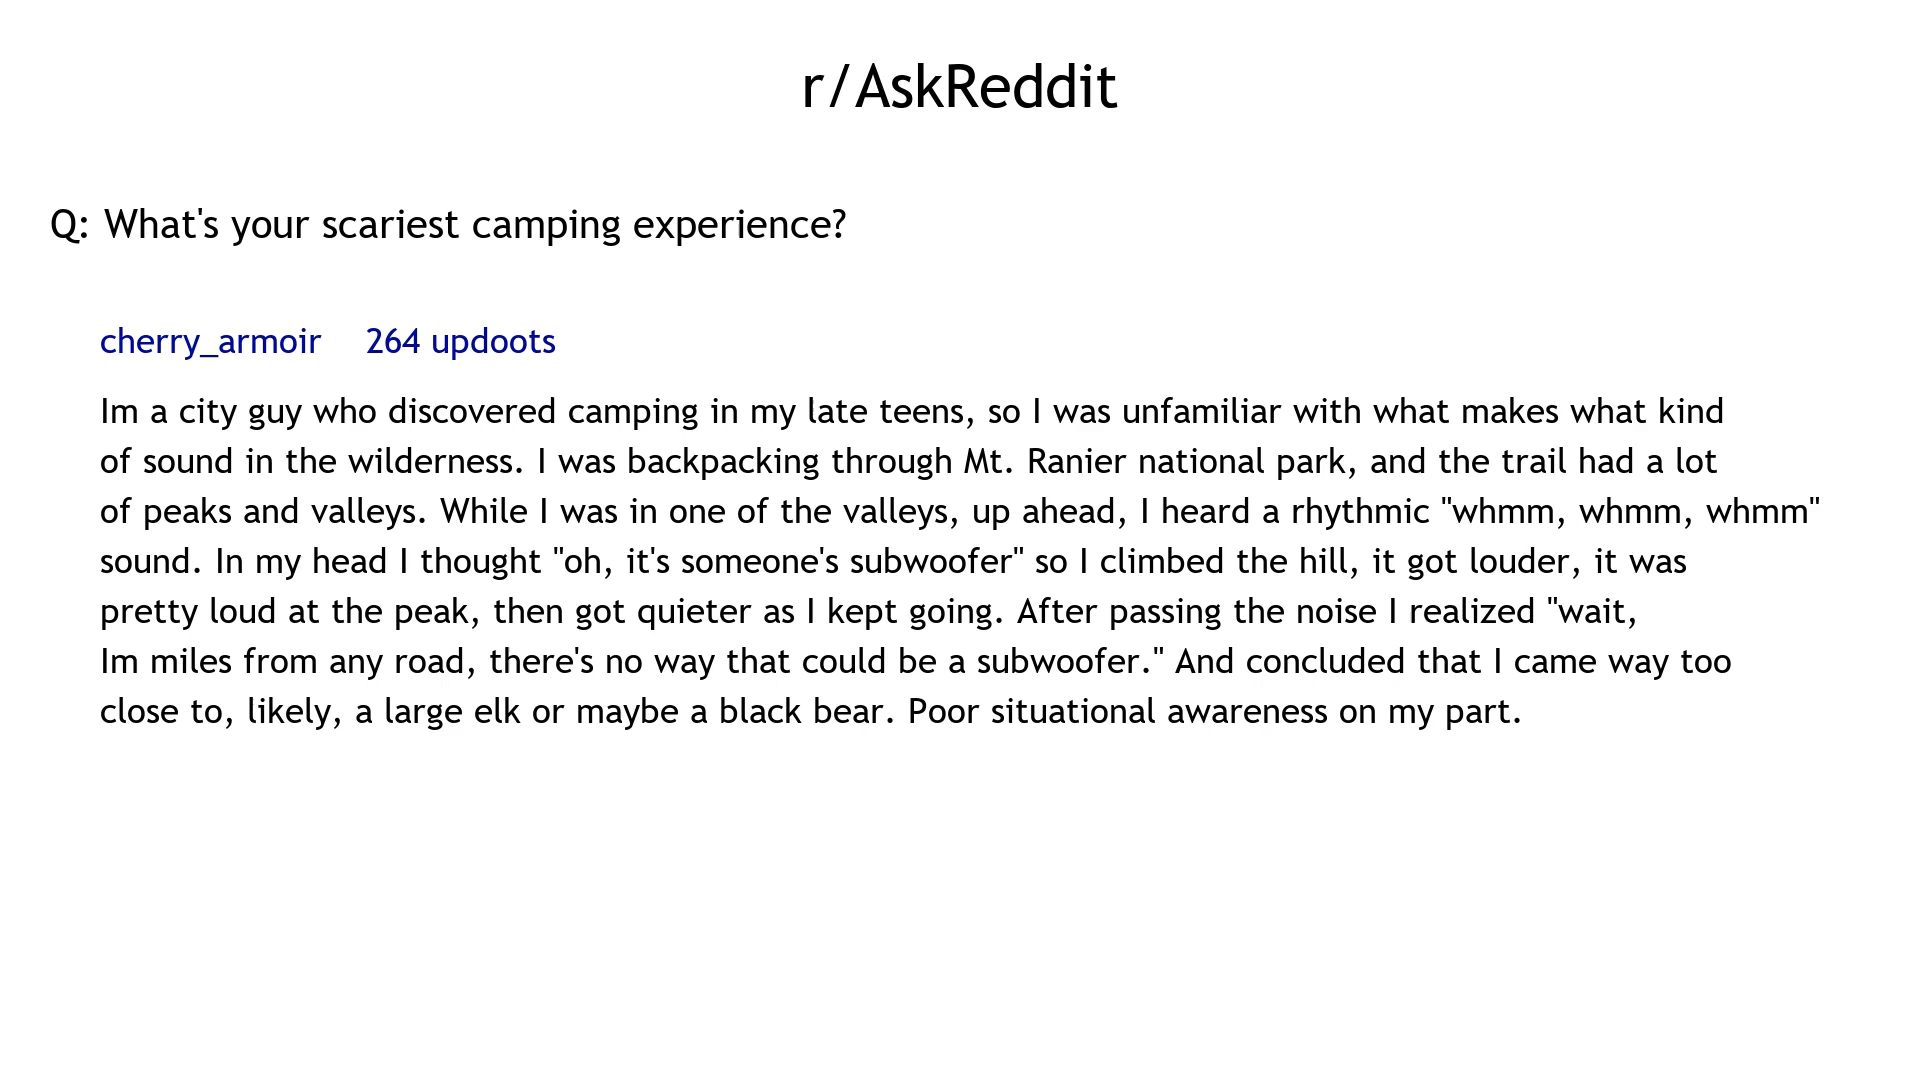 r/AskReddit
Q: What's your scariest camping experience?
cherry_armoir 264 updoots
Im a city guy who discovered camping in my late teens, so I was unfamiliar with what makes what kind
of sound in the wilderness. I was backpacking through Mt. Ranier national park, and the trail had a lot
of peaks and valleys. While I was in one of the valleys, up ahead, I heard a rhythmic "whmm, whmm, whmm"
sound. In my head I thought "oh, it's someone's subwoofer" so I climbed the hill, it got louder, it was
pretty loud at the peak, then got quieter as I kept going. After passing the noise I realized "wait,
Im miles from any road, there's no way that could be a subwoofer." And concluded that I came way too
close to, likely, a large elk or maybe a black bear. Poor situational awareness on my part.